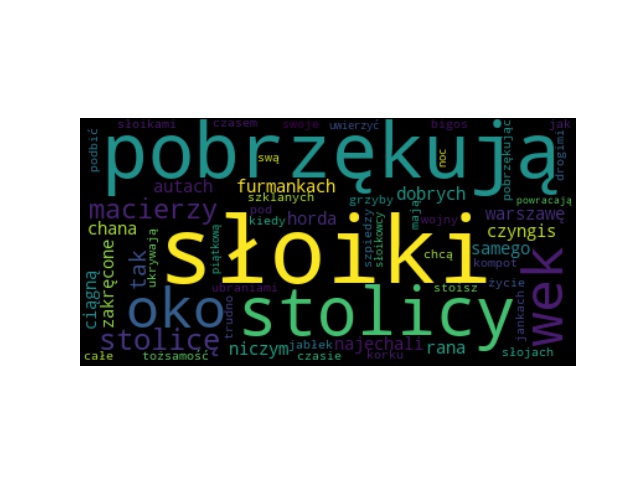 słoikami czasem swoje uwierzyć bigos jak
podbić pobrzękują pobrzękując drogimi
swą noc
autach furmankach dobrych
szklanych grzyby powracają
macierzy pod mają warszawę
chana kiedy horda wojny czyngis
zakręcone ukrywają piątkową słoiki szpiedzy słoikowcy chcą samego
tak kompot
ciągną ubraniami stoisz życie
oko stolicy jankach wek
stolicę trudno
niczym jabłek najechali rana
całe tożsamość czasie korku słojach